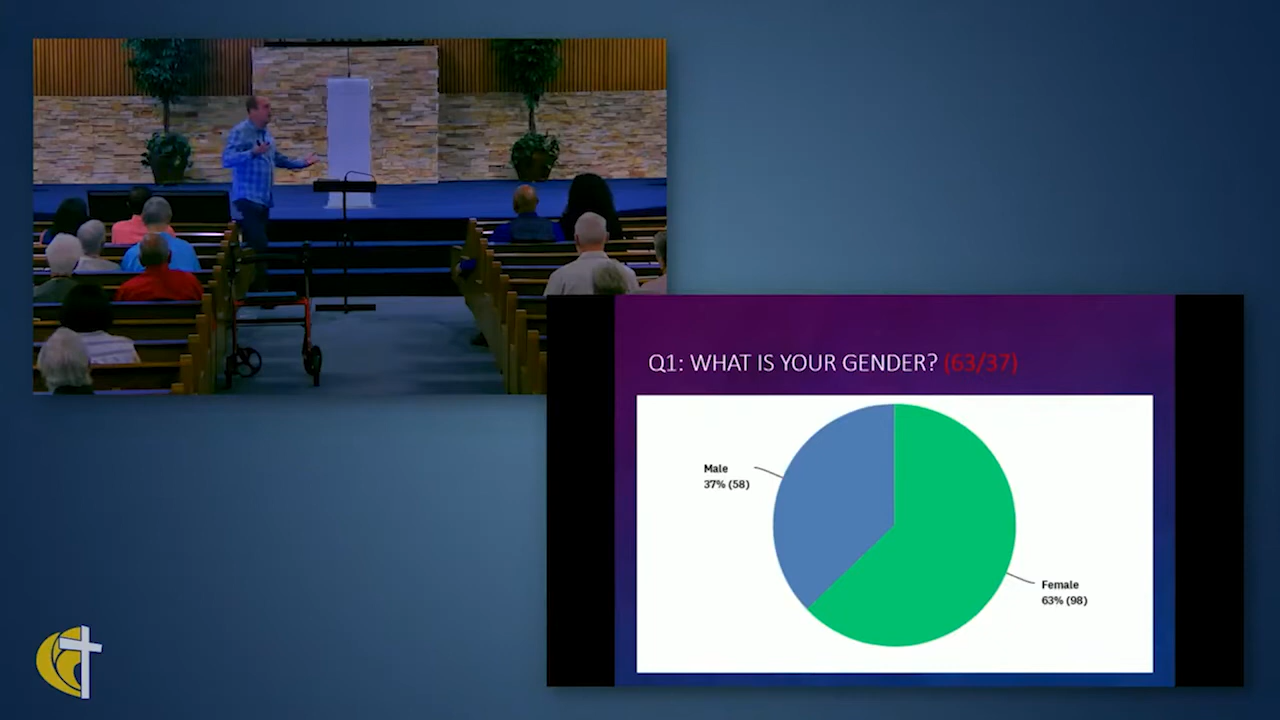 Q1: WHAT IS YOUR GENDER? (63/37)
Male
37% (58)
Female
63% (98)